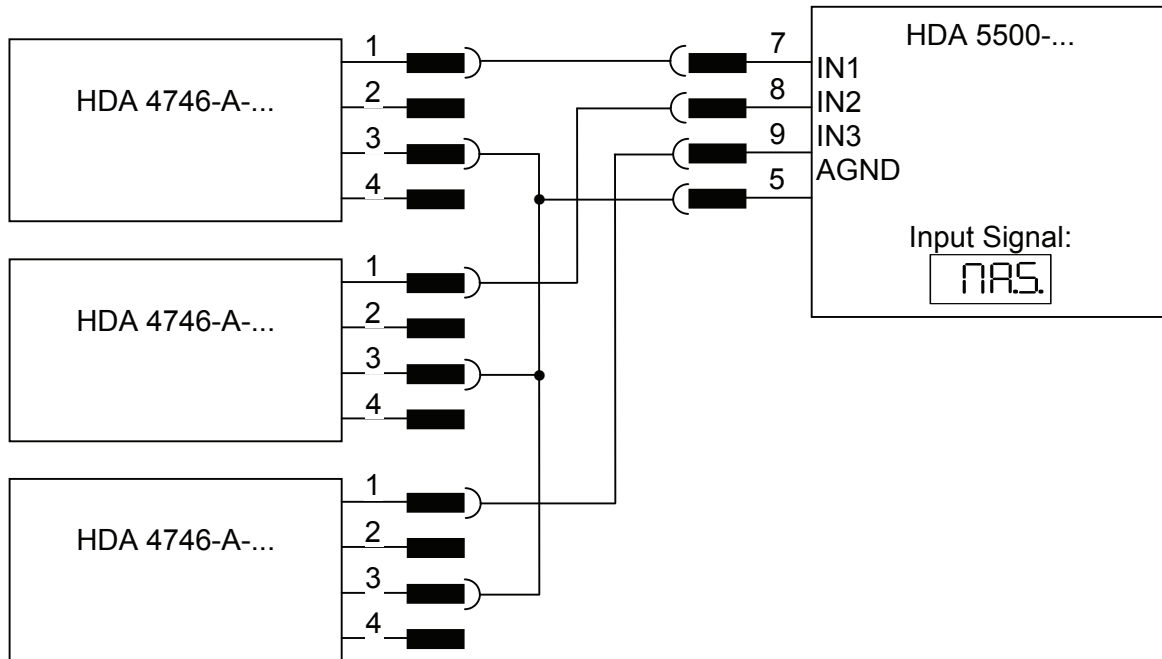 HDA 4746-A-...
1
2
3
4
HDA 4746-A-...
1
2
3
4
HDA 4746-A-...
1
2
3
4
HDA 5500-...
7
IN1
8
IN2
9
IN3
5
AGND
Input Signal:
MA.S.